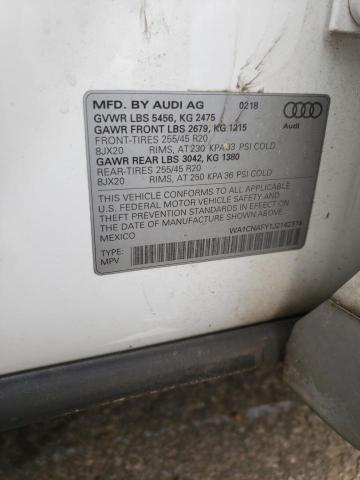 MFD. BY AUDI AG 02.18
GVWR LBS 5456, KG 2475
GAWR FRONT LBS 2679, KG 1215
FRONT-TIRES 255/45 R20
8JX20 RIMS, AT 230 KPA 33 PSI COLD
GAWR REAR LBS 3042, KG 1380
REAR-TIRES 255/45 R20
8JX20 RIMS, AT 250 KPA 36 PSI COLD
THIS VEHICLE CONFORMS TO ALL APPLICABLE
U.S. FEDERAL MOTOR VEHICLE SAFETY, BUMPER AND
THEFT PREVENTION STANDARDS IN EFFECT ON
THE DATE OF MANUFACTURE SHOWN ABOVE.
MEXICO
TYPE:
MPV
Audi